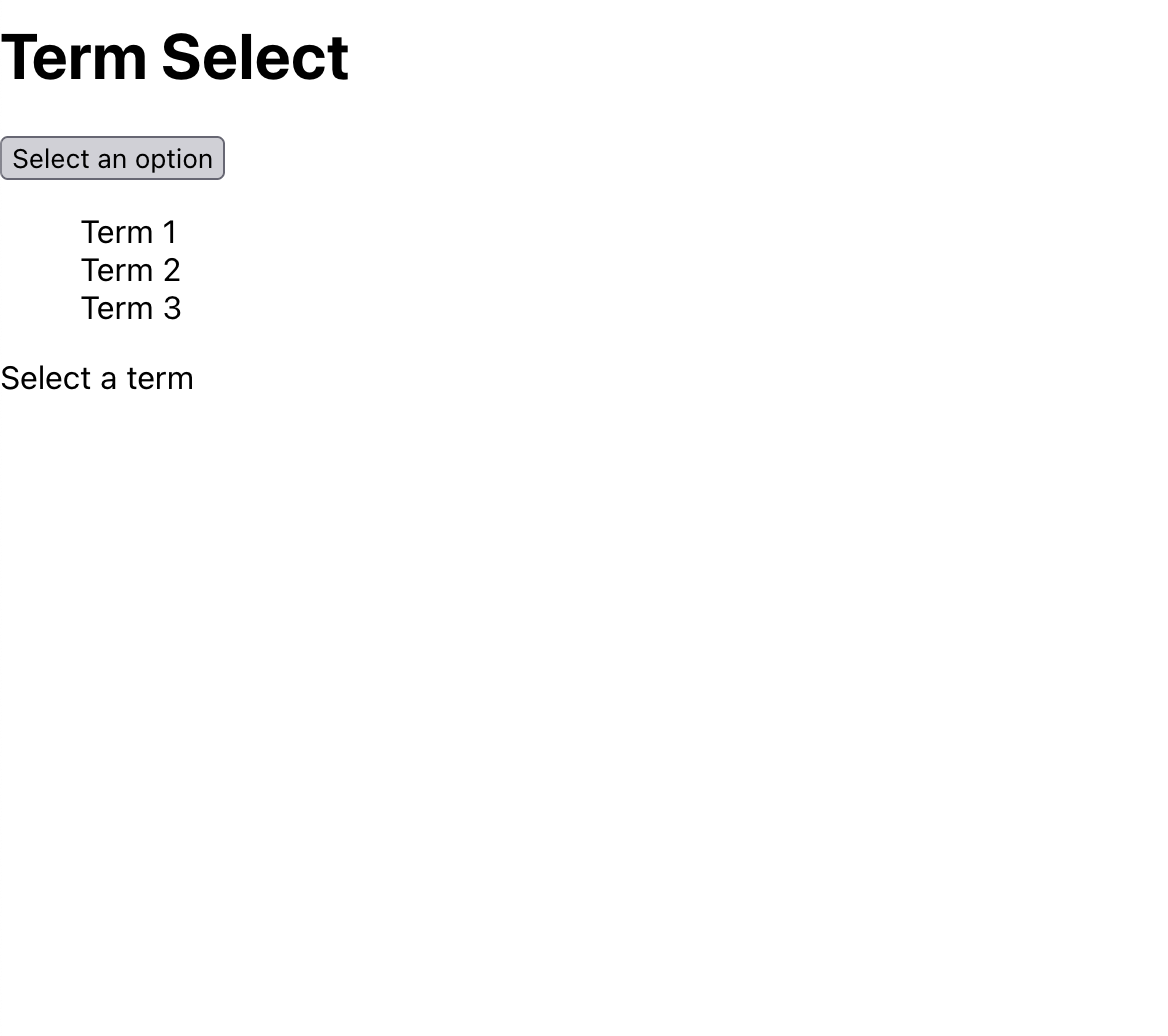 Term Select
Select an option
Term 1
Term 2
Term 3
Select a term